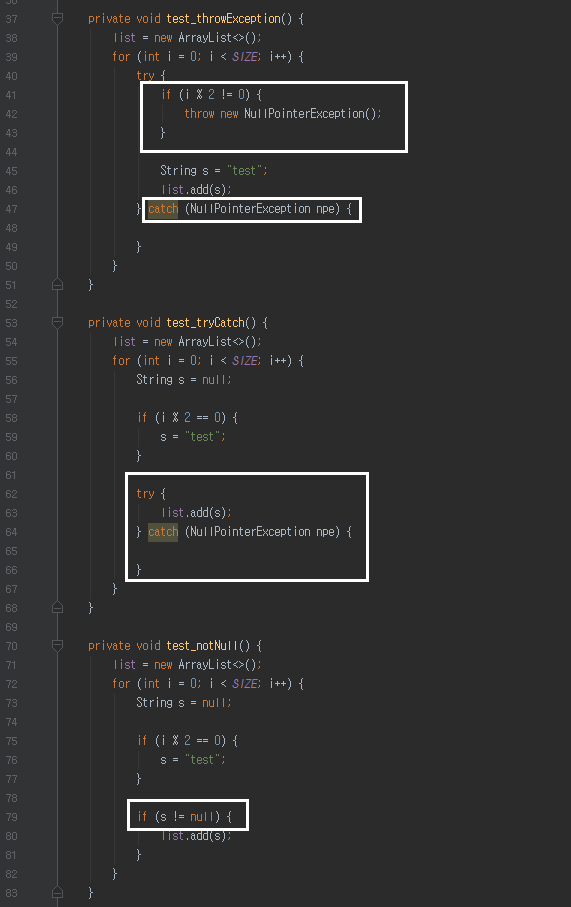 37 private void test_throwException() {
38 list = new ArrayList<>();
39 for (int i = 0; i < SIZE; i++) {
40 try {
41 if (i % 2 != 0) {
42 throw new NullPointerException();
43 }
44
45 String s = "test";
46 list.add(s);
47 } catch (NullPointerException npe) {
48
49 }
50 }
51 }
52
53 private void test_tryCatch() {
54 list = new ArrayList<>();
55 for (int i = 0; i < SIZE; i++) {
56 String s = null;
57
58 if (i % 2 == 0) {
59 s = "test";
60 }
61
62 try {
63 list.add(s);
64 } catch (NullPointerException npe) {
65
66 }
67 }
68 }
69
70 private void test_notNull() {
71 list = new ArrayList<>();
72 for (int i = 0; i < SIZE; i++) {
73 String s = null;
74
75 if (i % 2 == 0) {
76 s = "test";
77 }
78
79 if (s != null) {
80 list.add(s);
81 }
82 }
83 }